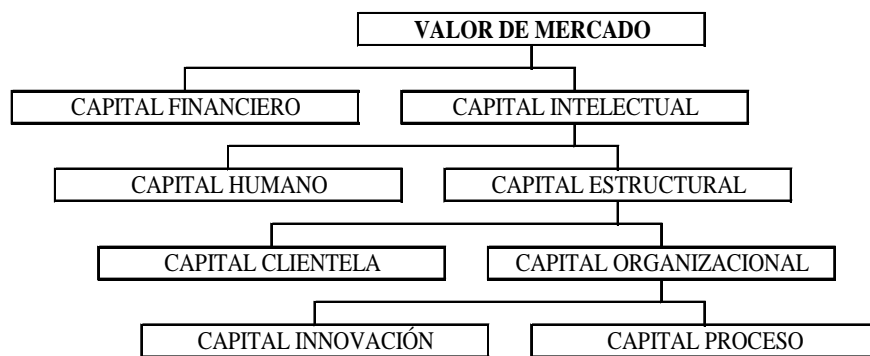 VALOR DE MERCADO
CAPITAL FINANCIERO
CAPITAL INTELECTUAL
CAPITAL HUMANO
CAPITAL ESTRUCTURAL
CAPITAL CLIENTELA
CAPITAL ORGANIZACIONAL
CAPITAL INNOVACIÓN
CAPITAL PROCESO